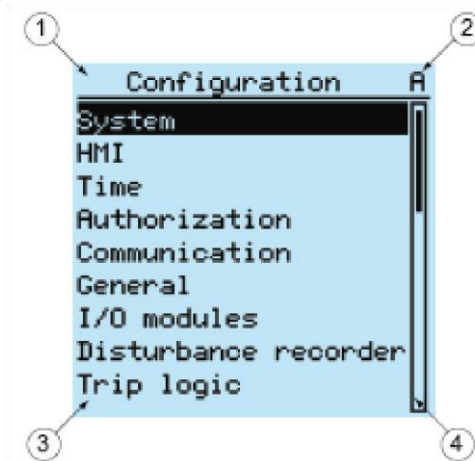 1
2
Configuration A
System
HMI
Time
Authorization
Communication
General
I/O modules
Disturbance recorder
Trip logic
3
4